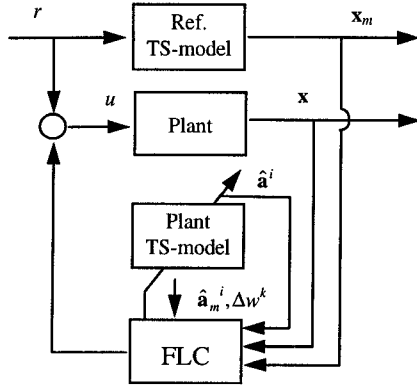 r
Ref.
TS-model
x_m
u
Plant
x
â^i
Plant
TS-model
â_m^i, Δw^k
FLC